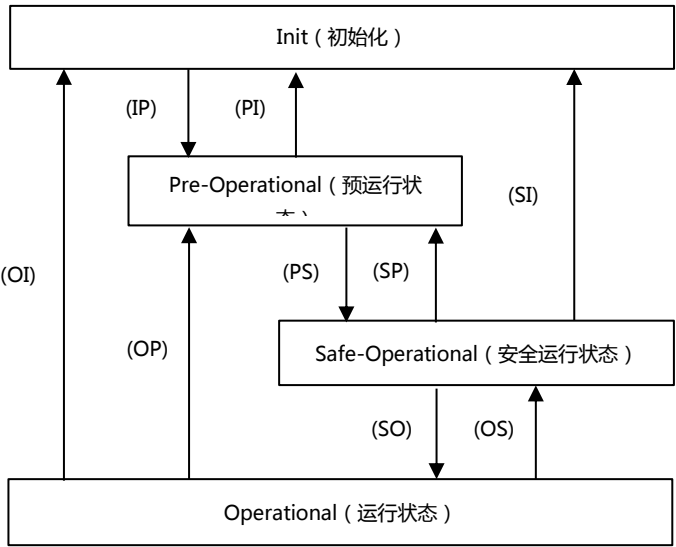 Init（初始化）
(IP)
(PI)
Pre-Operational（预运行状
(SI)
(OI)
(PS)
(SP)
(OP)
Safe-Operational（安全运行状态）
(SO)
(OS)
Operational（运行状态）